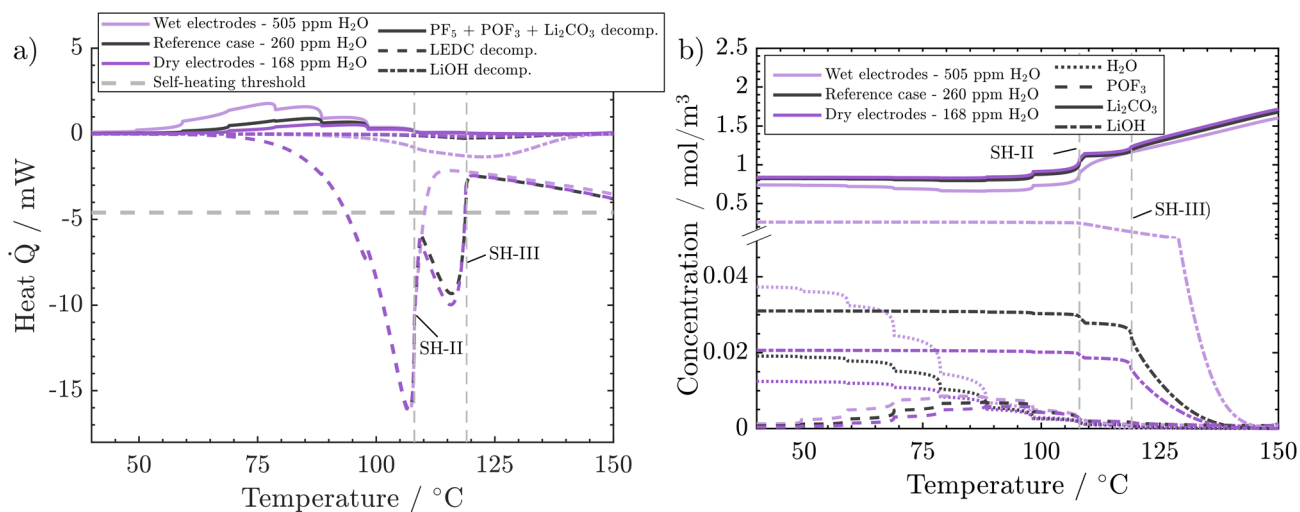 a)
Wet electrodes - 505 ppm H₂O
Reference case - 260 ppm H₂O
Dry electrodes - 168 ppm H₂O
Self-heating threshold
PF₅ + POF₃ + Li₂CO₃ decomp.
LEDC decomp.
LiOH decomp.
5
0
-5
-10
-15
Heat Q̇ / mW
SH-III
SH-II
50
75
100
125
150
Temperature / °C
b)
Wet electrodes - 505 ppm H₂O
Reference case - 260 ppm H₂O
Dry electrodes - 168 ppm H₂O
H₂O
POF₃
Li₂CO₃
LiOH
2.5
2
1.5
1
0.5
0.04
0.02
0
Concentration / mol/m³
SH-II
SH-III)
50
75
100
125
150
Temperature / °C